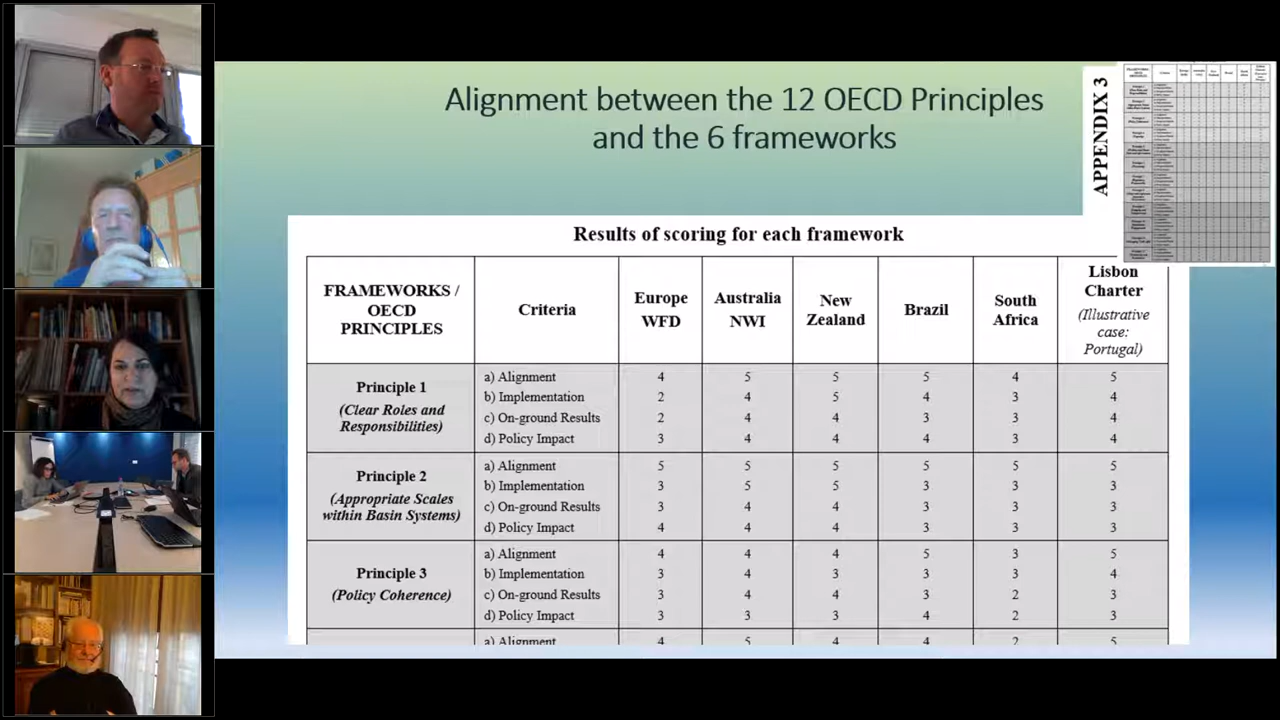 Alignment between the 12 OECD Principles
and the 6 frameworks
APPENDIX 3
Results of scoring for each framework
FRAMEWORKS / OECD PRINCIPLES Criteria Europe WFD Australia NWI New Zealand Brazil South Africa Lisbon Charter (Illustrative case: Portugal)
Principle 1
(Clear Roles and
Responsibilities)
a) Alignment 4 5 5 5 4 5
b) Implementation 2 4 5 4 3 4
c) On-ground Results 2 4 4 3 3 4
d) Policy Impact 3 4 4 4 3 4
Principle 2
(Appropriate Scales
within Basin Systems)
a) Alignment 5 5 5 5 5 5
b) Implementation 3 5 5 3 3 3
c) On-ground Results 3 4 4 3 3 3
d) Policy Impact 4 4 4 3 3 3
Principle 3
(Policy Coherence)
a) Alignment 4 4 4 5 3 5
b) Implementation 3 4 3 3 3 4
c) On-ground Results 3 4 4 3 2 3
d) Policy Impact 3 3 3 4 2 3
a) Alignment 4 5 4 4 2 5